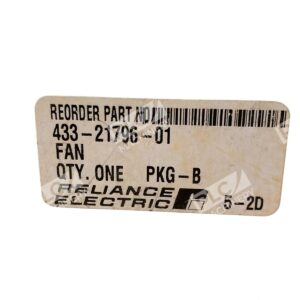 REORDER PART NO
433-21796-01
FAN
QTY. ONE PKG-B
RELIANCE
ELECTRIC 5-2D